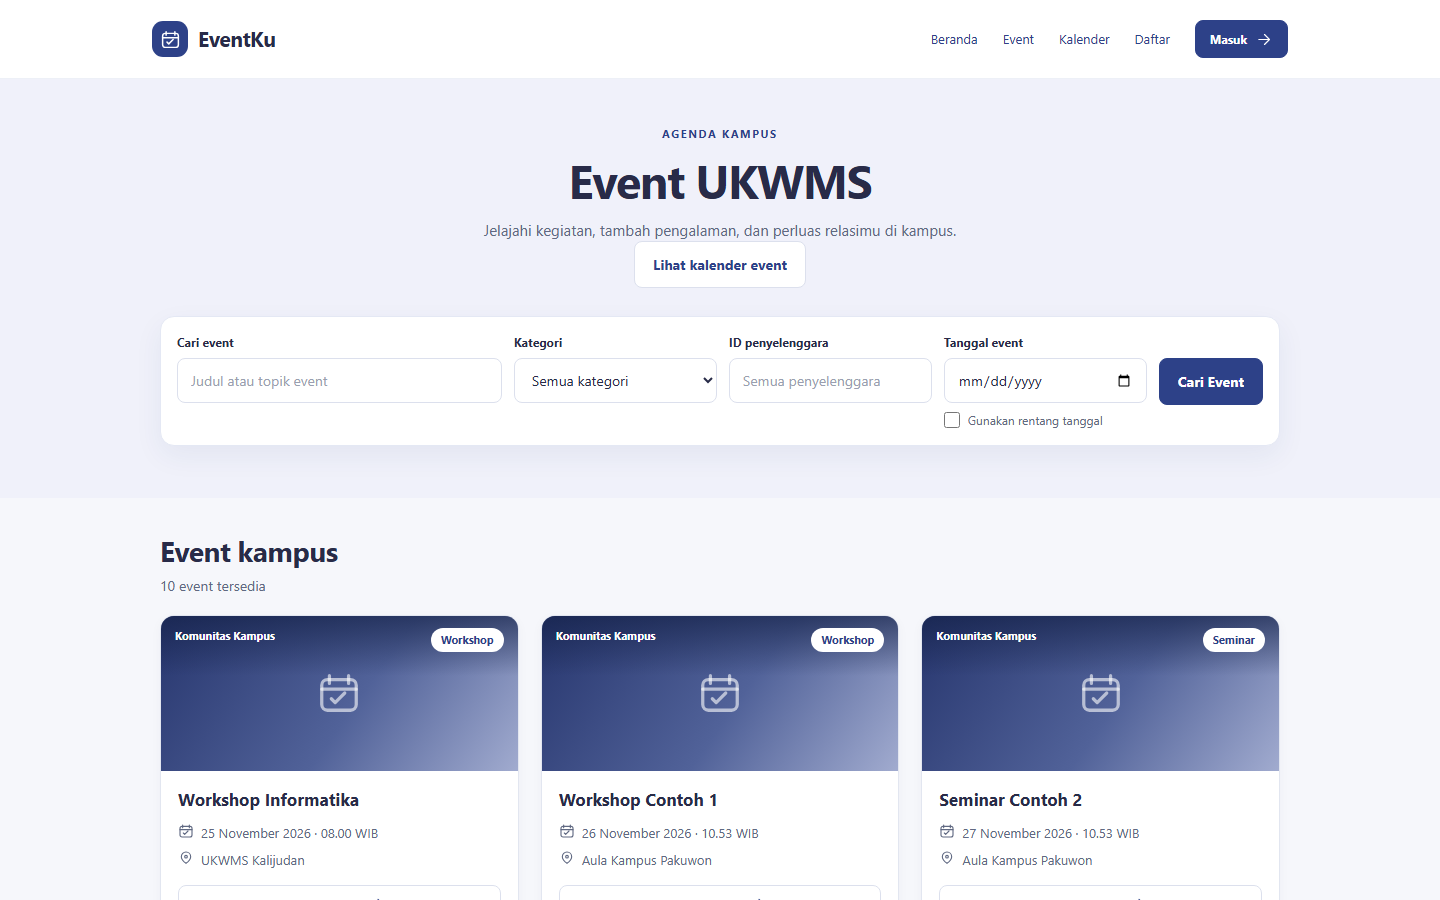 EventKu
Beranda Event Kalender Daftar Masuk
AGENDA KAMPUS
Event UKWMS
Jelajahi kegiatan, tambah pengalaman, dan perluas relasimu di kampus.
Lihat kalender event
Cari event Kategori ID penyelenggara Tanggal event
Judul atau topik event Semua kategori Semua penyelenggara mm/dd/yyyy Cari Event
Gunakan rentang tanggal
Event kampus
10 event tersedia
Komunitas Kampus Workshop
Workshop Informatika
25 November 2026 · 08.00 WIB
UKWMS Kalijudan
Komunitas Kampus Workshop
Workshop Contoh 1
26 November 2026 · 10.53 WIB
Aula Kampus Pakuwon
Komunitas Kampus Seminar
Seminar Contoh 2
27 November 2026 · 10.53 WIB
Aula Kampus Pakuwon